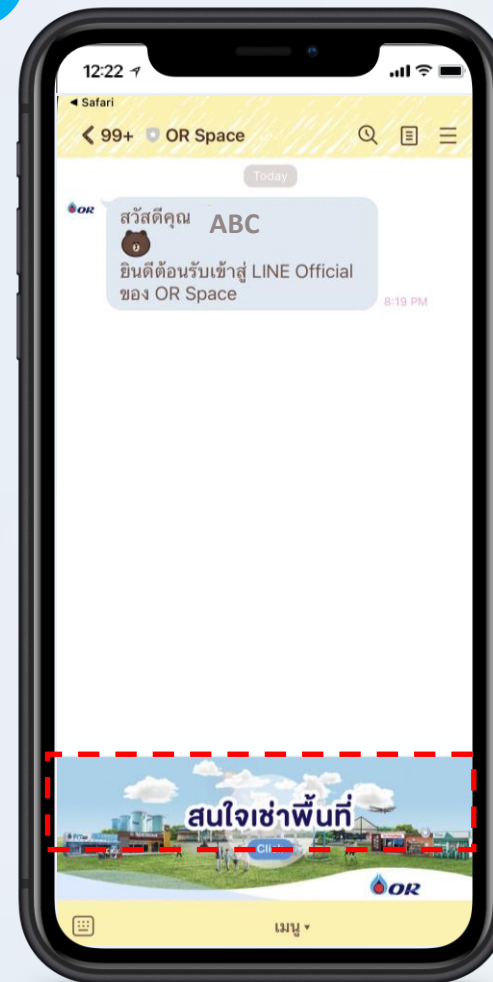 12:22
Safari
99+ OR Space
Today
OR
สวัสดีคุณ ABC
ยินดีต้อนรับเข้าสู่ LINE Official
ของ OR Space
8:19 PM
สนใจเช่าพื้นที่
OR
เมนู